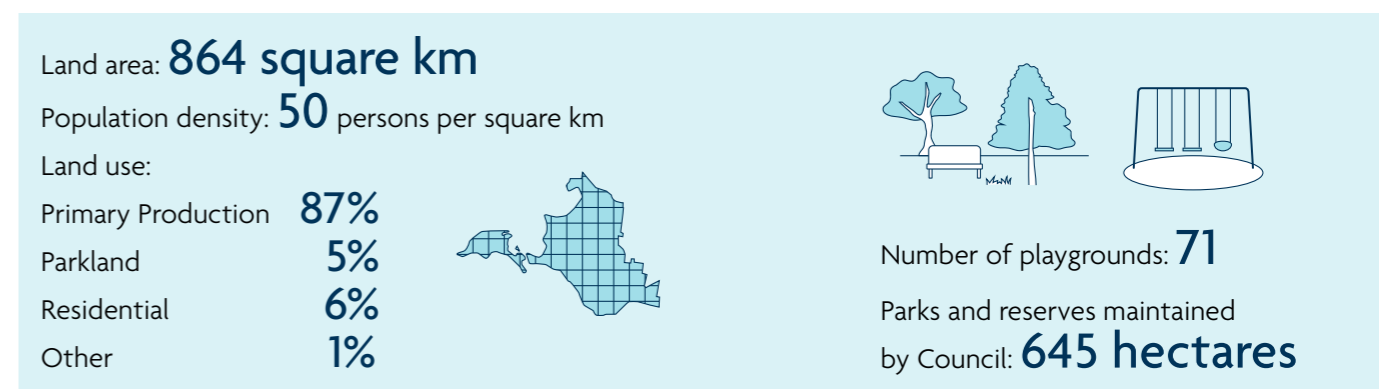 Land area: 864 square km
Population density: 50 persons per square km
Land use:
Primary Production 87%
Parkland 5%
Residential 6%
Other 1%
Number of playgrounds: 71
Parks and reserves maintained
by Council: 645 hectares